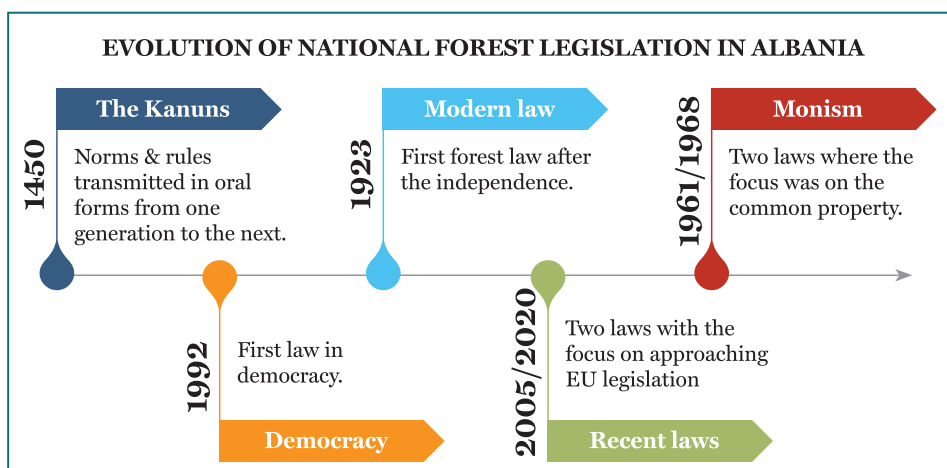 EVOLUTION OF NATIONAL FOREST LEGISLATION IN ALBANIA
The Kanuns
1450
Norms & rules
transmitted in oral
forms from one
generation to the next.
Modern law
1923
First forest law after
the independence.
Monism
1961/1968
Two laws where the
focus was on the
common property.
1992
First law in
democracy.
Democracy
2005/2020
Two laws with the
focus on approaching
EU legislation
Recent laws